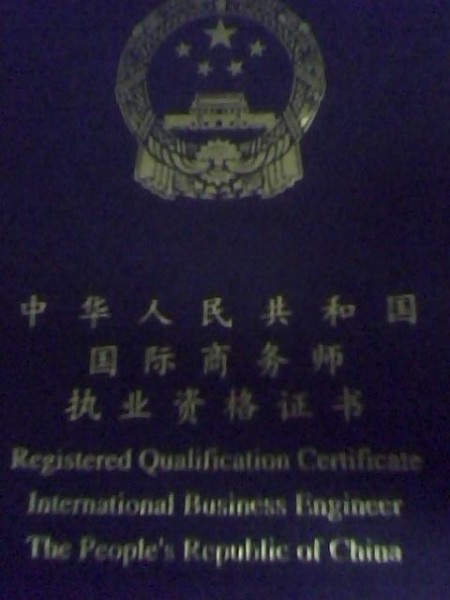 中华人民共和国
国际商务师
执业资格证书
Registered Qualification Certificate
International Business Engineer
The People's Republic of China